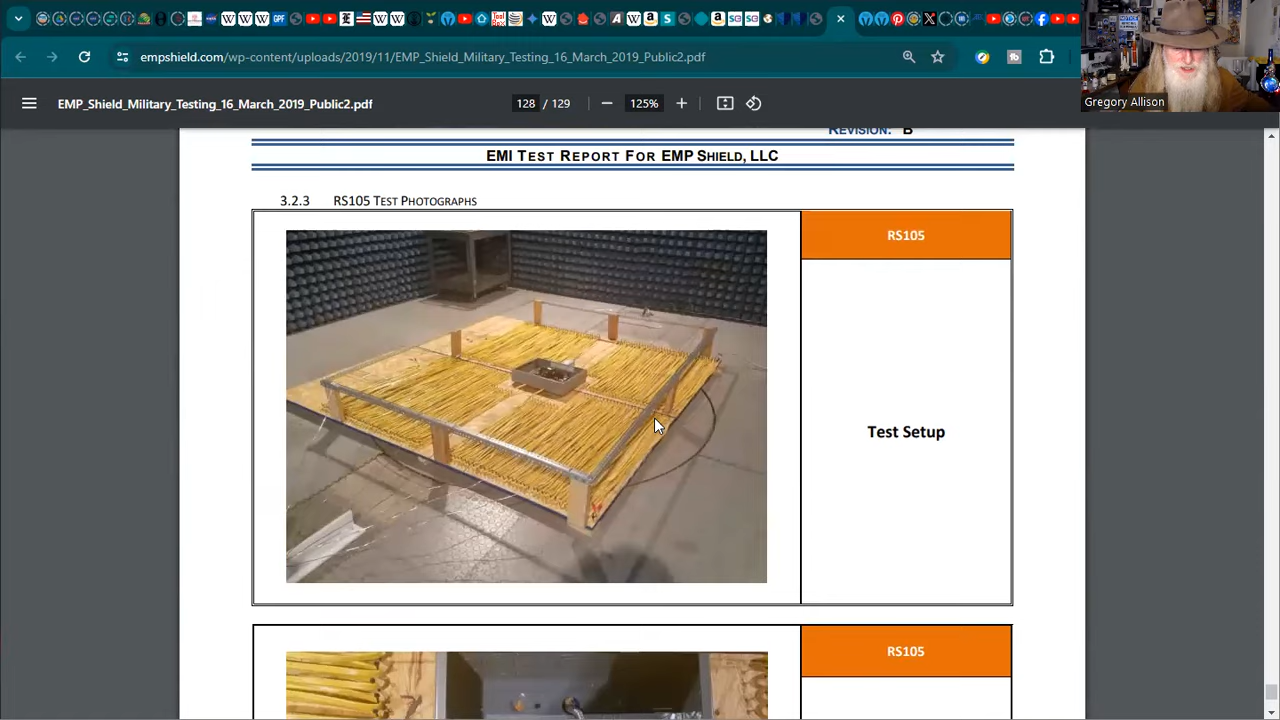 empshield.com/wp-content/uploads/2019/11/EMP_Shield_Military_Testing_16_March_2019_Public2.pdf
EMP_Shield_Military_Testing_16_March_2019_Public2.pdf
128 / 129
125%
Gregory Allison
REVISION: B
EMI TEST REPORT FOR EMP SHIELD, LLC
3.2.3 RS105 TEST PHOTOGRAPHS
RS105
Test Setup
RS105